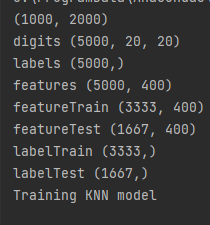 (1000, 2000)
digits (5000, 20, 20)
labels (5000,)
features (5000, 400)
featureTrain (3333, 400)
featureTest (1667, 400)
labelTrain (3333,)
labelTest (1667,)
Training KNN model